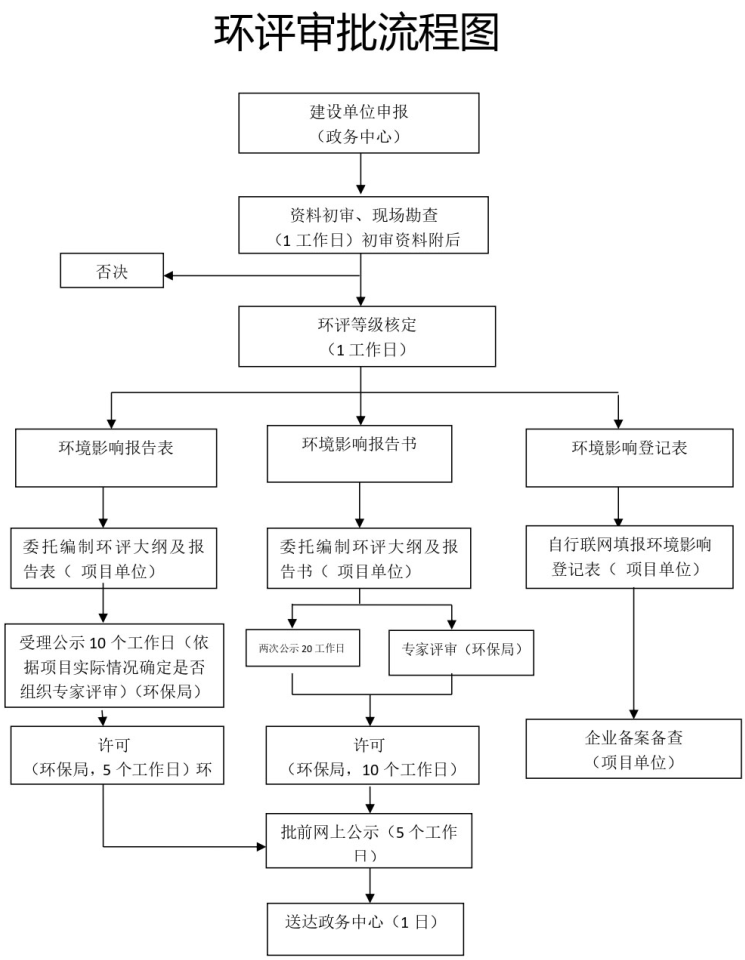 环评审批流程图
建设单位申报
（政务中心）
资料初审、现场勘查
（1 工作日）初审资料附后
否决
环评等级核定
（1 工作日）
环境影响报告表
环境影响报告书
环境影响登记表
委托编制环评大纲及报
告表（ 项目单位）
委托编制环评大纲及报
告书（ 项目单位）
自行联网填报环境影响
登记表（ 项目单位）
受理公示 10 个工作日（依
据项目实际情况确定是否
组织专家评审）（环保局）
两次公示 20 工作日
专家评审（环保局）
许可
（环保局，5 个工作日）环
许可
（环保局，10 个工作日）
企业备案备查
（项目单位）
批前网上公示（5 个工作
日）
送达政务中心（1 日）